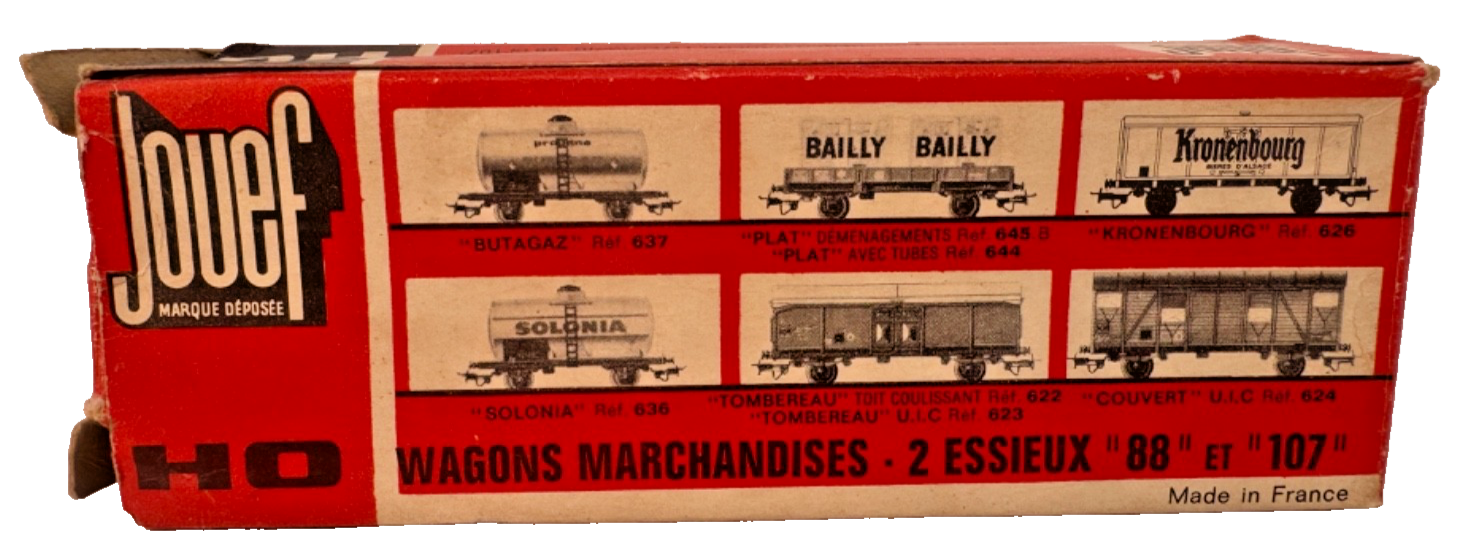 Jouef
MARQUE DÉPOSÉE
HO
BAILLY BAILLY
Kronenbourg
BIÈRES D'ALSACE
"BUTAGAZ" Réf. 637
"PLAT" DÉMENAGEMENTS Réf 645 B
"PLAT" AVEC TUBES Réf. 644
"KRONENBOURG" Réf. 626
SOLONIA
"SOLONIA" Réf. 636
"TOMBEREAU" TOIT COULISSANT Réf. 622
"TOMBEREAU" U.I.C Réf. 623
"COUVERT" U.I.C Réf. 624
WAGONS MARCHANDISES · 2 ESSIEUX "88" ET "107"
Made in France